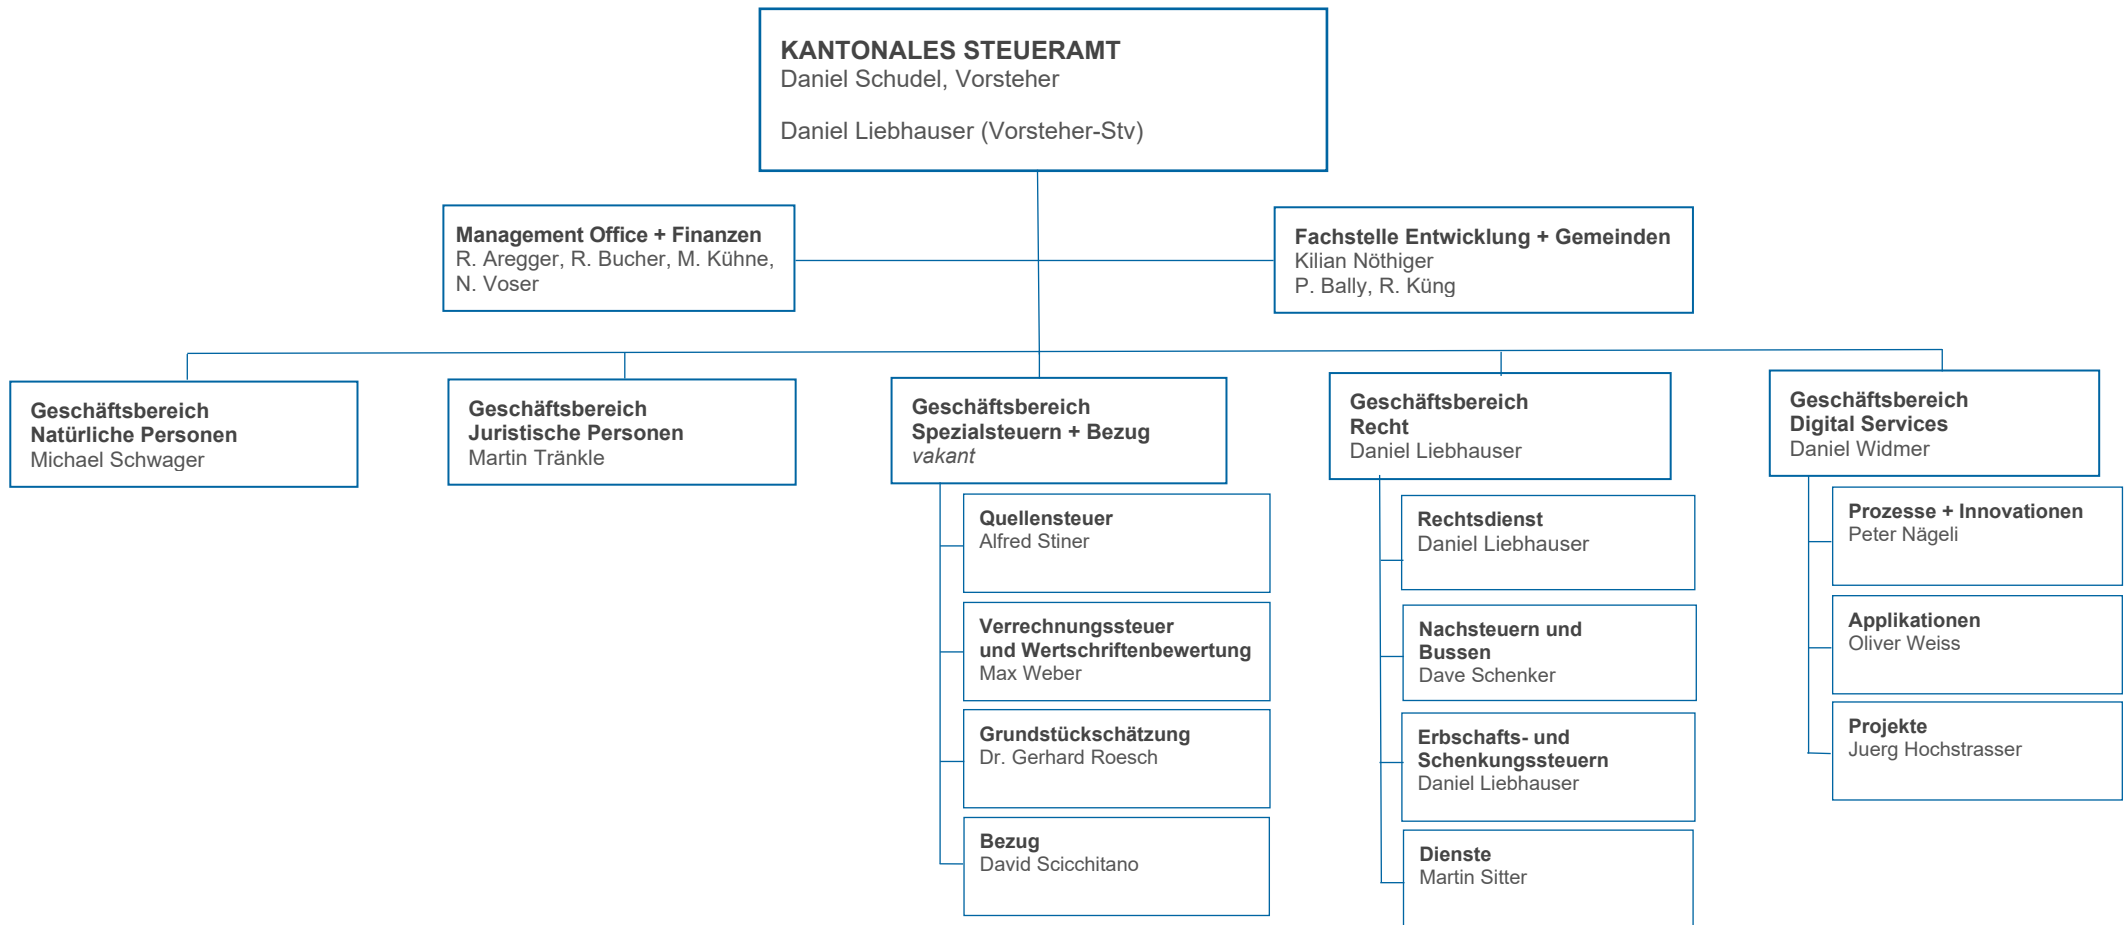 KANTONALES STEUERAMT
Daniel Schudel, Vorsteher
Daniel Liebhauser (Vorsteher-Stv)
Management Office + Finanzen
R. Aregger, R. Bucher, M. Kühne,
N. Voser
Fachstelle Entwicklung + Gemeinden
Kilian Nöthiger
P. Bally, R. Küng
Geschäftsbereich
Natürliche Personen
Michael Schwager
Geschäftsbereich
Juristische Personen
Martin Tränkle
Geschäftsbereich
Spezialsteuern + Bezug
vakant
Quellensteuer
Alfred Stiner
Verrechnungssteuer
und Wertschriftenbewertung
Max Weber
Grundstückschätzung
Dr. Gerhard Roesch
Bezug
David Scicchitano
Geschäftsbereich
Recht
Daniel Liebhauser
Rechtsdienst
Daniel Liebhauser
Nachsteuern und
Bussen
Dave Schenker
Erbschafts- und
Schenkungssteuern
Daniel Liebhauser
Dienste
Martin Sitter
Geschäftsbereich
Digital Services
Daniel Widmer
Prozesse + Innovationen
Peter Nägeli
Applikationen
Oliver Weiss
Projekte
Juerg Hochstrasser